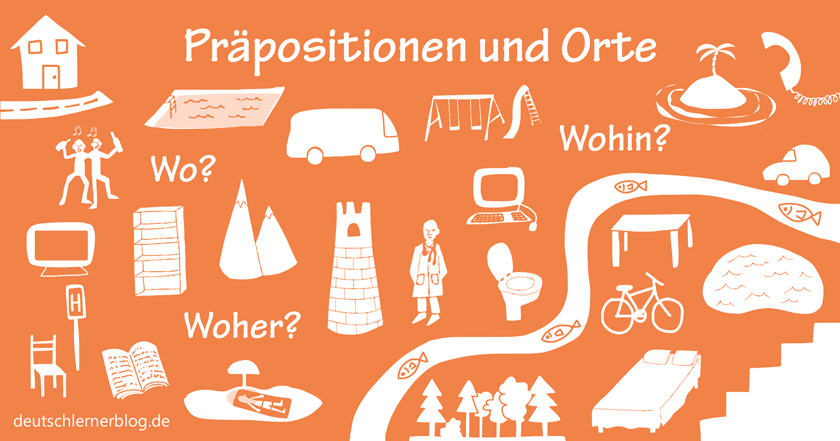 Präpositionen und Orte
Wohin?
Wo?
H
Woher?
deutschlernerblog.de